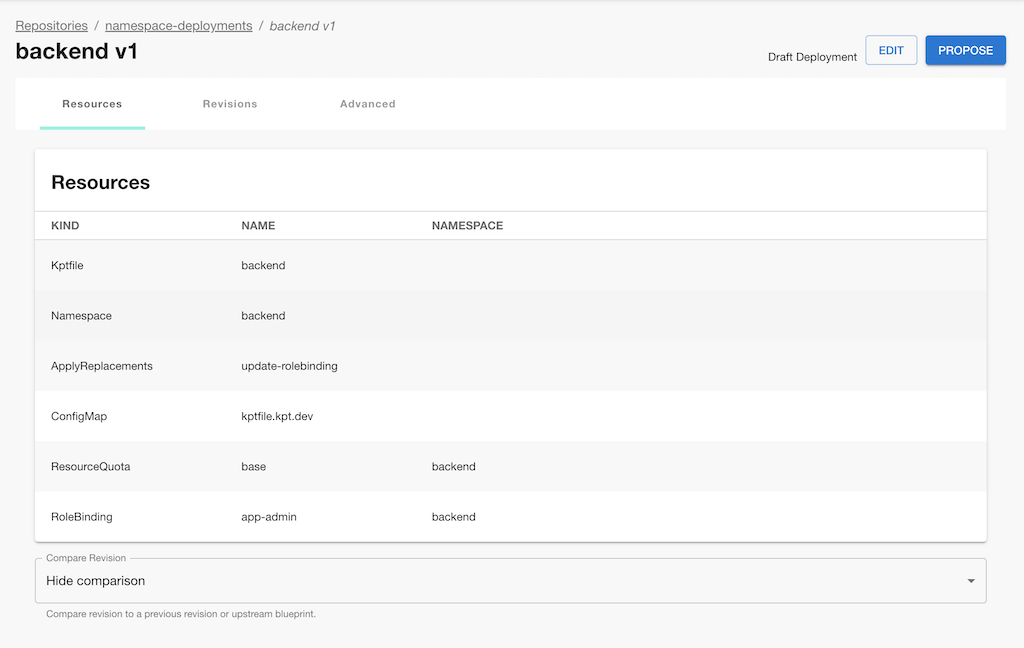 Repositories / namespace-deployments / backend v1
backend v1
Draft Deployment EDIT PROPOSE
Resources Revisions Advanced
Resources
KIND NAME NAMESPACE
Kptfile backend
Namespace backend
ApplyReplacements update-rolebinding
ConfigMap kptfile.kpt.dev
ResourceQuota base backend
RoleBinding app-admin backend
Compare Revision
Hide comparison
Compare revision to a previous revision or upstream blueprint.